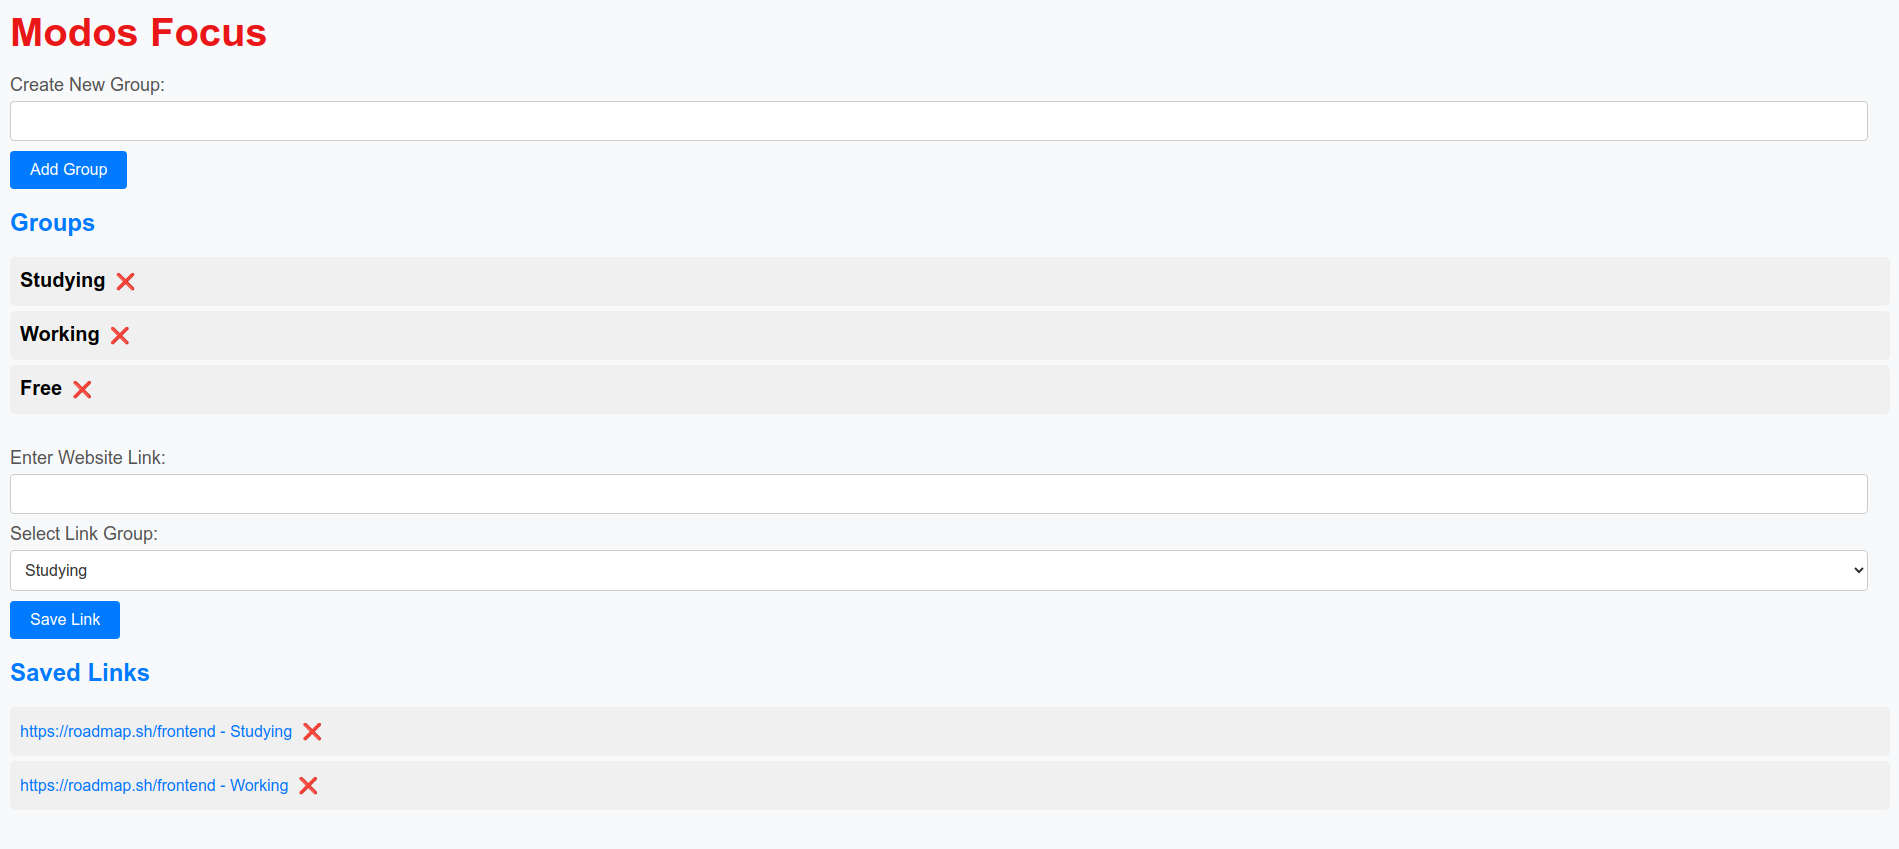 Modos Focus
Create New Group:
Add Group
Groups
Studying ❌
Working ❌
Free ❌
Enter Website Link:
Select Link Group:
Studying
Save Link
Saved Links
https://roadmap.sh/frontend - Studying ❌
https://roadmap.sh/frontend - Working ❌